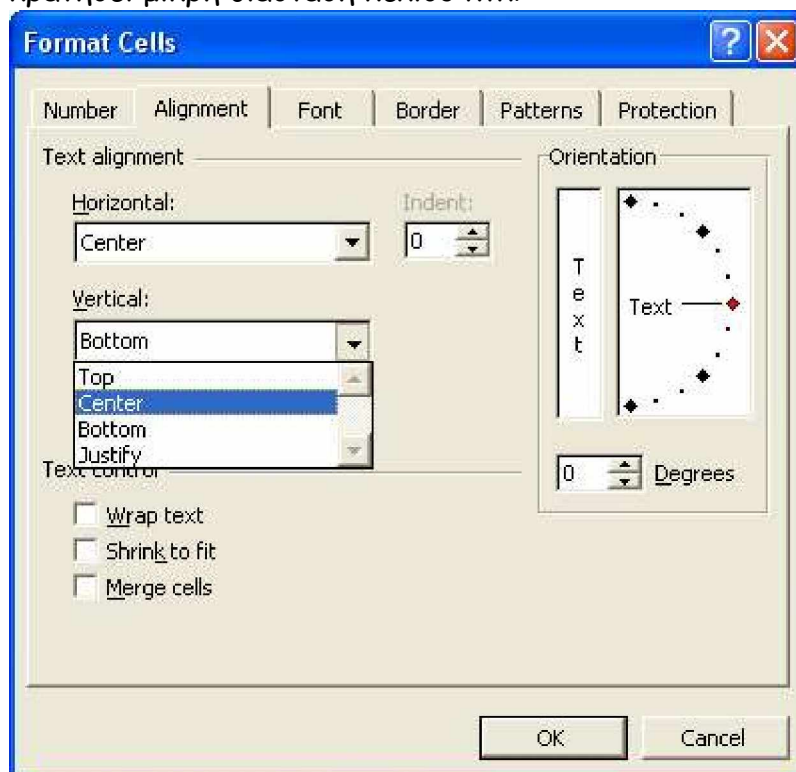 Format Cells
Number Alignment Font Border Patterns Protection
Text alignment
Horizontal:
Center
Indent:
0
Vertical:
Bottom
Top
Center
Bottom
Justify
Orientation
Text
Text
0 Degrees
Text control
Wrap text
Shrink to fit
Merge cells
OK Cancel